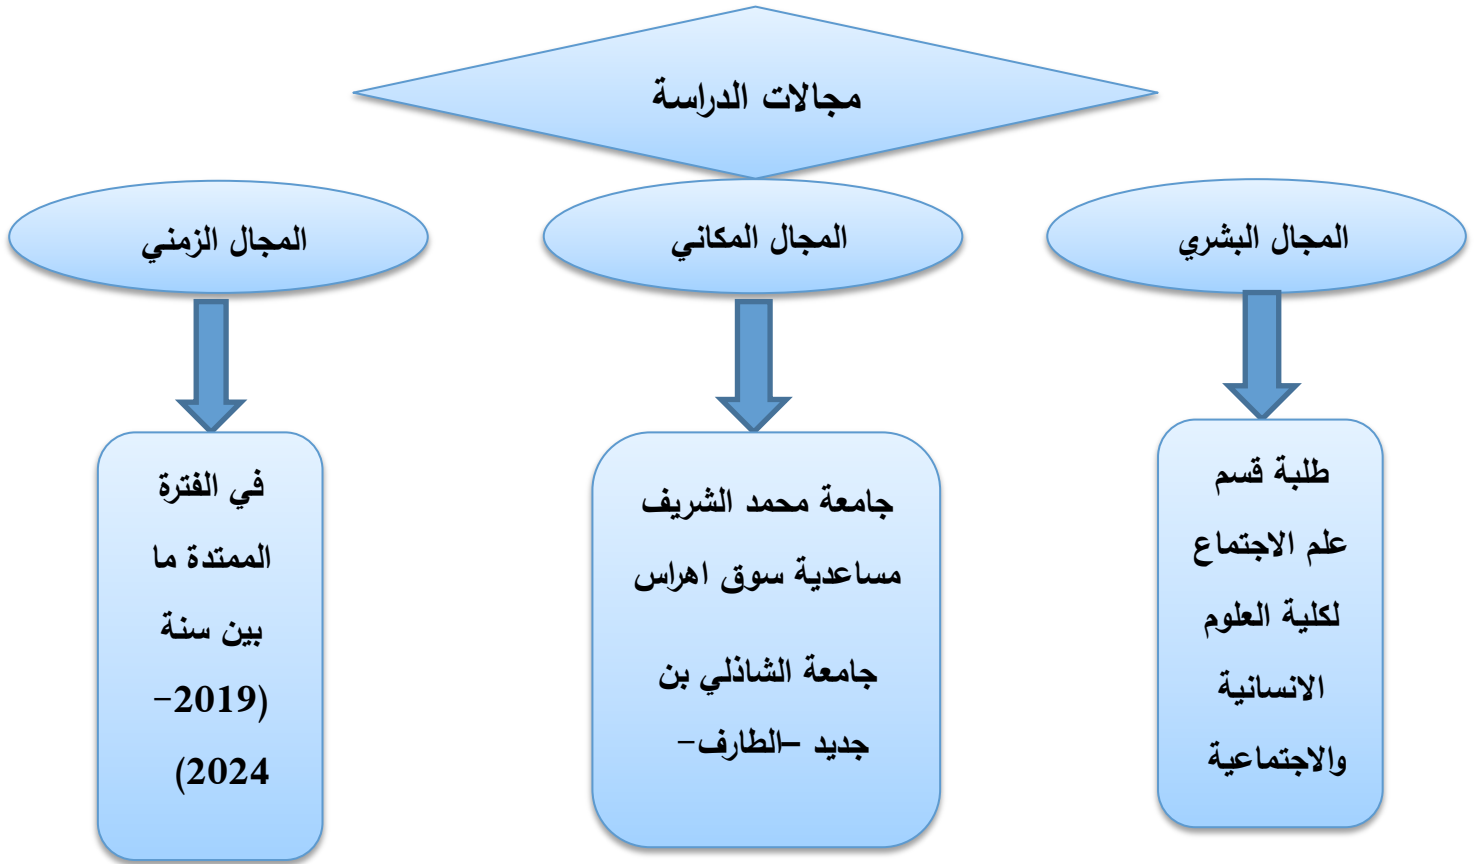 مجالات الدراسة
المجال البشري
المجال المكاني
المجال الزمني
طلبة قسم
علم الاجتماع
لكلية العلوم
الانسانية
والاجتماعية
جامعة محمد الشريف
مساعدية سوق اهراس
جامعة الشاذلي بن
جديد –الطارف-
في الفترة
الممتدة ما
بين سنة
(2019-
2024)